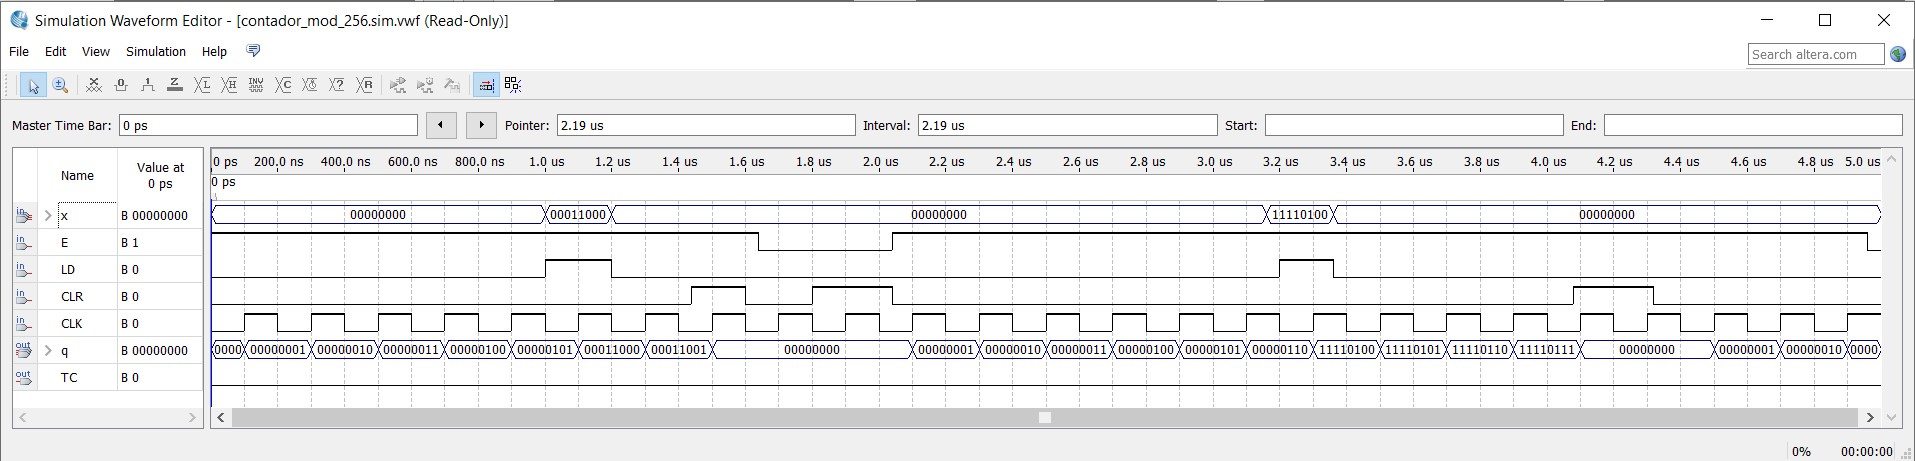 Simulation Waveform Editor - [contador_mod_256.sim.vwf (Read-Only)]
File Edit View Simulation Help
Search altera.com
Master Time Bar: 0 ps Pointer: 2.19 us Interval: 2.19 us Start: End:
Name Value at 0 ps
0 ps 200.0 ns 400.0 ns 600.0 ns 800.0 ns 1.0 us 1.2 us 1.4 us 1.6 us 1.8 us 2.0 us 2.2 us 2.4 us 2.6 us 2.8 us 3.0 us 3.2 us 3.4 us 3.6 us 3.8 us 4.0 us 4.2 us 4.4 us 4.6 us 4.8 us 5.0 us
0 ps
in x B 00000000 00000000 00011000 00000000 11110100 00000000
in E B 1
in LD B 0
in CLR B 0
in CLK B 0
out q B 00000000 0000 00000001 00000010 00000011 00000100 00000101 00011000 00011001 00000000 00000001 00000010 00000011 00000100 00000101 00000110 11110100 11110101 11110110 11110111 00000000 00000001 00000010 0000
out TC B 0
0% 00:00:00